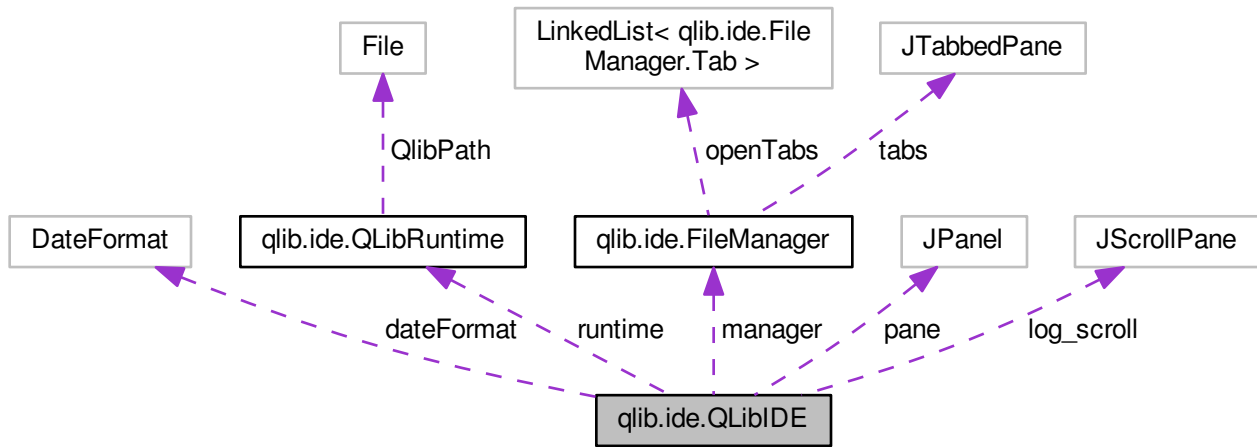 LinkedList< qlib.ide.File
Manager.Tab >
File
JTabbedPane
QlibPath
openTabs
tabs
DateFormat
qlib.ide.QLibRuntime
qlib.ide.FileManager
JPanel
JScrollPane
dateFormat
runtime
manager
pane
log_scroll
qlib.ide.QLibIDE